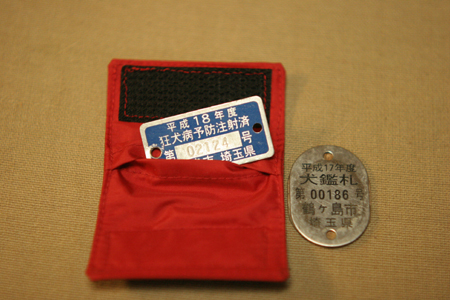 平成18年度
狂犬病予防注射済
第 02124 号
市 埼玉県
平成17年度
犬鑑札
第 00186 号
鶴ヶ島市
埼玉県